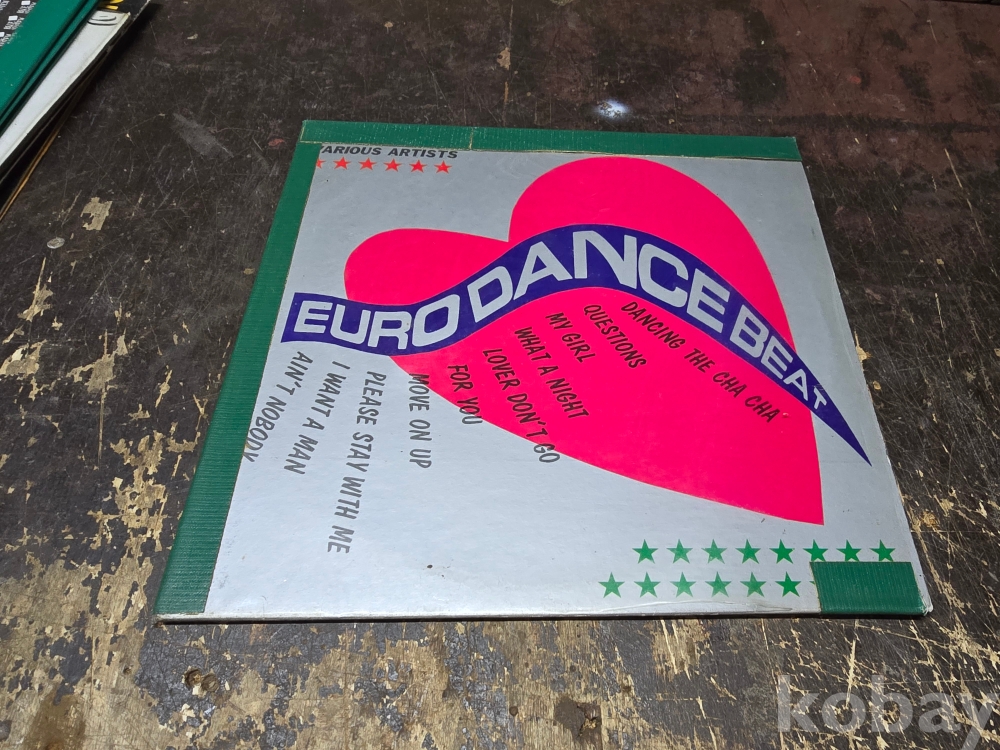 ARIOUS ARTISTS
EURO DANCE BEAT
DANCING THE CHA CHA
QUESTIONS
MY GIRL
WHAT A NIGHT
LOVER DON'T GO
FOR YOU
MOVE ON UP
PLEASE STAY WITH ME
I WANT A MAN
AIN'T NOBODY
kobay